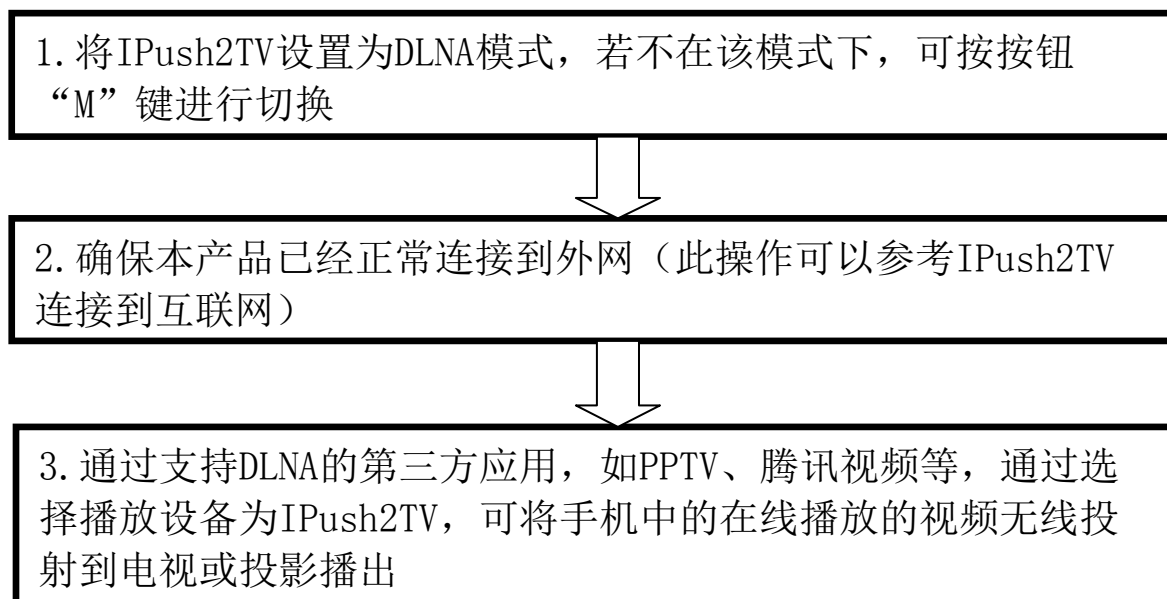 1.将IPush2TV设置为DLNA模式，若不在该模式下，可按按钮
“M”键进行切换
2.确保本产品已经正常连接到外网（此操作可以参考IPush2TV
连接到互联网）
3.通过支持DLNA的第三方应用，如PPTV、腾讯视频等，通过选
择播放设备为IPush2TV，可将手机中的在线播放的视频无线投
射到电视或投影播出